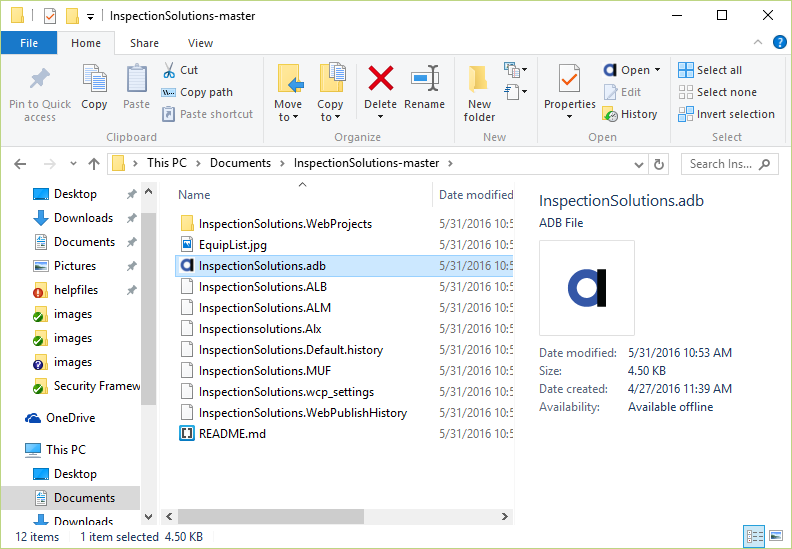 InspectionSolutions-master
File Home Share View
Pin to Quick access
Copy
Paste
Cut
Copy path
Paste shortcut
Move to
Copy to
Delete
Rename
New folder
Properties
Open
Edit
History
Select all
Select none
Invert selection
Clipboard Organize New Open Select
This PC Documents InspectionSolutions-master
Search Ins...
Desktop
Downloads
Documents
Pictures
helpfiles
images
images
images
Security Framew
OneDrive
This PC
Desktop
Documents
Downloads
Name Date modified
InspectionSolutions.WebProjects 5/31/2016 10:5
EquipList.jpg 5/31/2016 10:5
InspectionSolutions.adb 5/31/2016 10:5
InspectionSolutions.ALB 5/31/2016 10:5
InspectionSolutions.ALM 5/31/2016 10:5
Inspectionsolutions.Alx 5/31/2016 10:5
InspectionSolutions.Default.history 5/31/2016 10:5
InspectionSolutions.MUF 5/31/2016 10:5
InspectionSolutions.wcp_settings 5/31/2016 10:5
InspectionSolutions.WebPublishHistory 5/31/2016 10:5
README.md 5/31/2016 10:5
InspectionSolutions.adb
ADB File
a
Date modified: 5/31/2016 10:53 AM
Size: 4.50 KB
Date created: 4/27/2016 11:39 AM
Availability: Available offline
12 items 1 item selected 4.50 KB